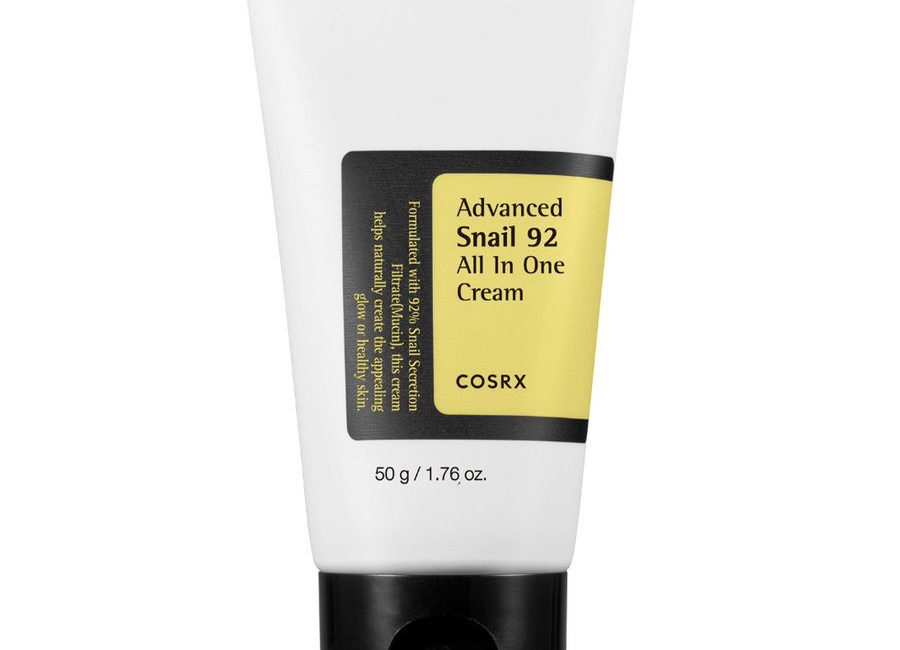 Advanced
Snail 92
All In One
Cream
COSRX
Formulated with 92% Snail Secretion
Filtrate(Mucin), this cream
helps naturally create the appealing
glow of healthy skin.
50 g / 1.76 oz.